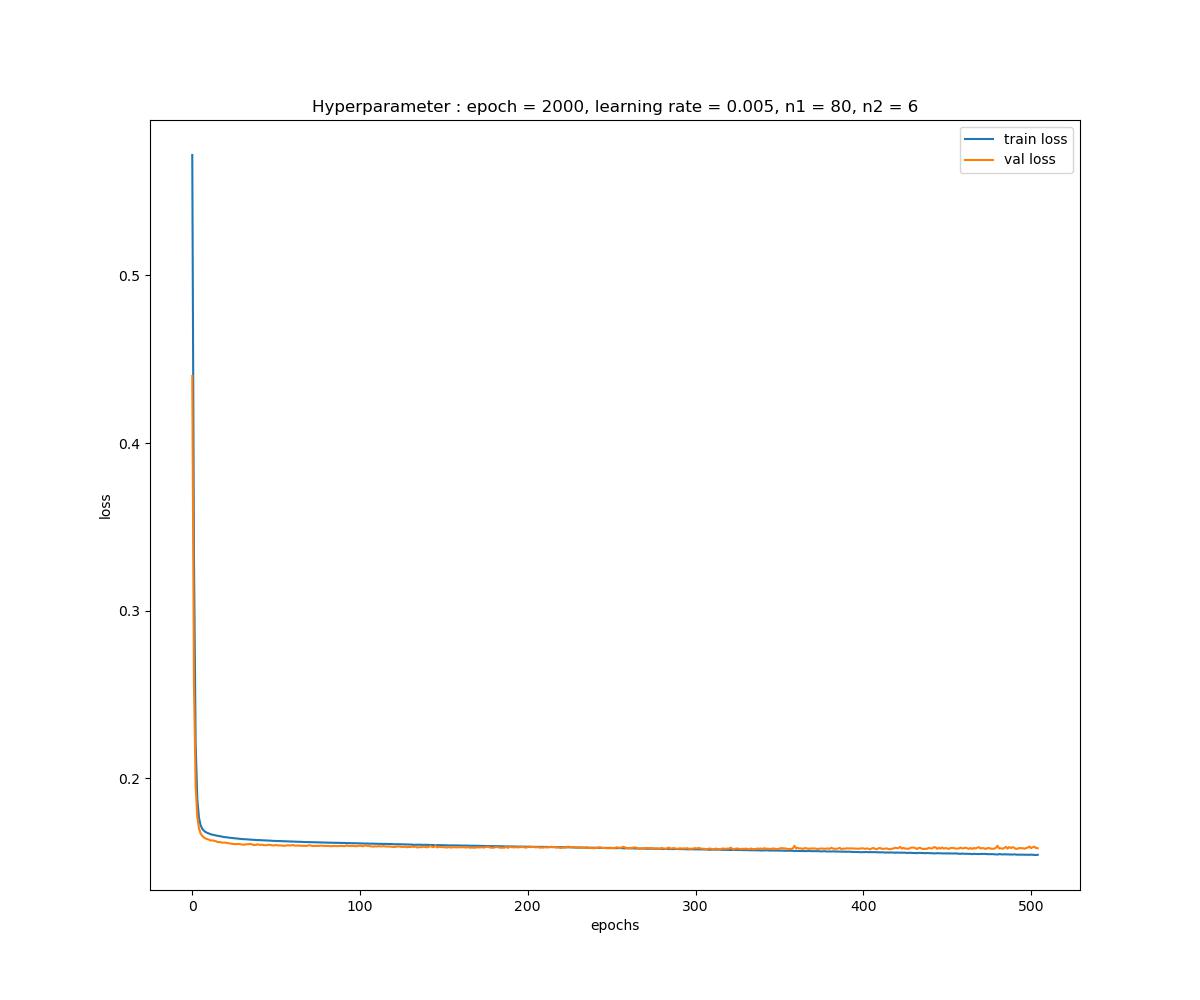 Hyperparameter : epoch = 2000, learning rate = 0.005, n1 = 80, n2 = 6
train loss
val loss
0.5
0.4
0.3
0.2
loss
0 100 200 300 400 500
epochs